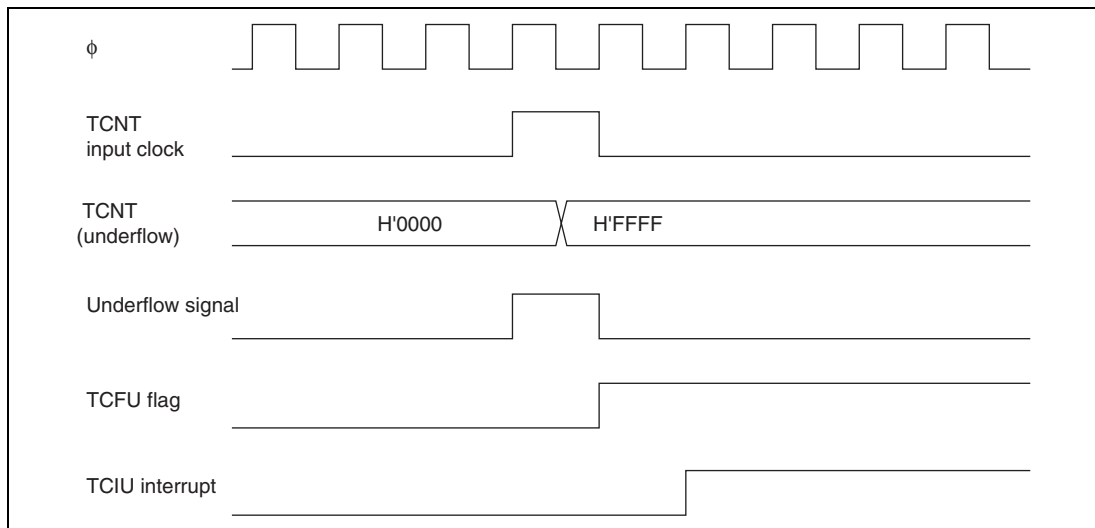 ϕ
TCNT
input clock
TCNT
(underflow)
H'0000
H'FFFF
Underflow signal
TCFU flag
TCIU interrupt